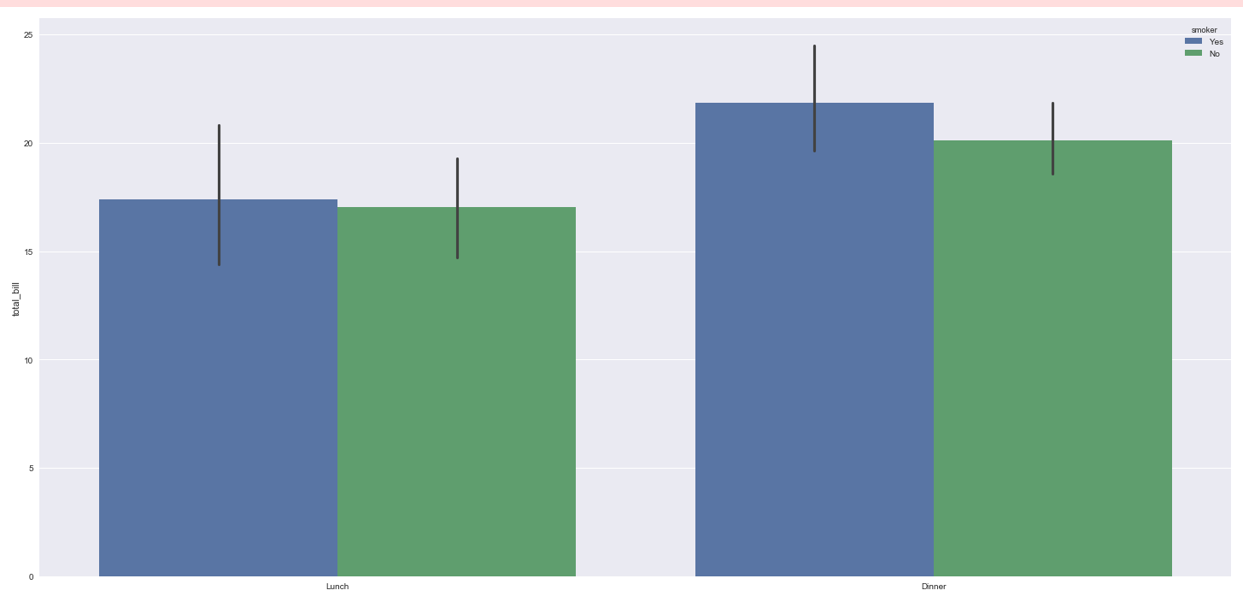 25
20
15
10
5
0
total_bill
Lunch
Dinner
smoker
Yes
No